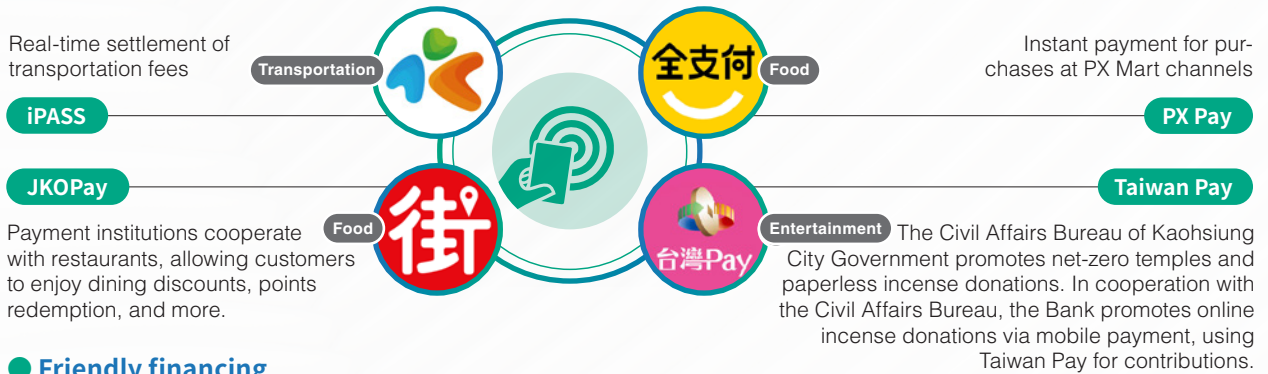 Real-time settlement of
transportation fees
Transportation
iPASS
全支付
Food
Instant payment for pur-
chases at PX Mart channels
PX Pay
JKOPay
Payment institutions cooperate
with restaurants, allowing customers
to enjoy dining discounts, points
redemption, and more.
Food
街
台灣Pay
Taiwan Pay
Entertainment
The Civil Affairs Bureau of Kaohsiung
City Government promotes net-zero temples and
paperless incense donations. In cooperation with
the Civil Affairs Bureau, the Bank promotes online
incense donations via mobile payment, using
Taiwan Pay for contributions.
Friendly financing